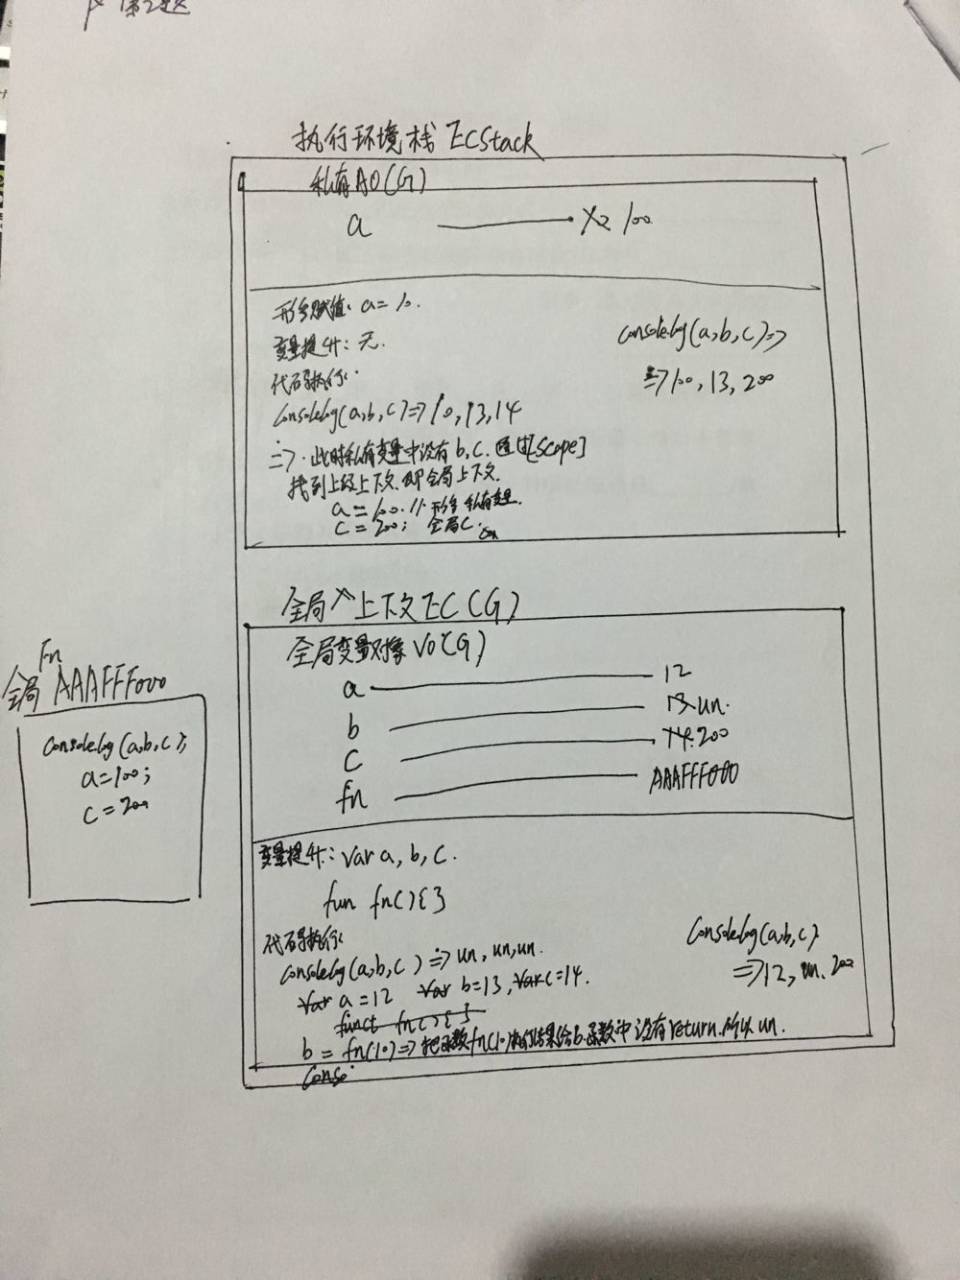 第2题
执行环境栈 ECStack
私有AO(G)
a 100
形参赋值: a = 10.
变量提升: 无.
代码执行:
console.log(a,b,c) => 10,13,14
=> 此时私有变量中没有b,c.通过[scope]
找到上级上下文.即全局上下文.
a = 100. // 形参 私有变量
c = 200; 全局C.
console.log(a,b,c) =>
=> 100, 13, 200
全局 上下文 EC(G)
全局变量对象 VO(G)
a 12
b 13 un.
c 14 200
fn AAAFFF000
变量提升: var a, b, c.
fun fn(){}
代码执行:
console.log(a,b,c) => un, un, un.
var a = 12 var b = 13, var c = 14.
funct fn(){}
b = fn(10) => 把函数fn(10)执行结果给b.函数中没有return.所以un.
conso
console.log(a,b,c)
=> 12, un. 200
Fn
全局 AAAFFF000
console.log(a,b,c);
a = 100;
c = 200